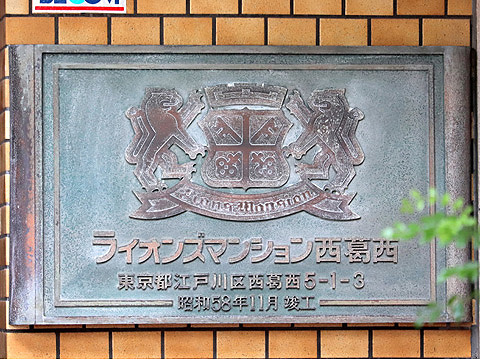 Lions Mansion
ライオンズマンション西葛西
東京都江戸川区西葛西5-1-3
昭和58年11月 竣工